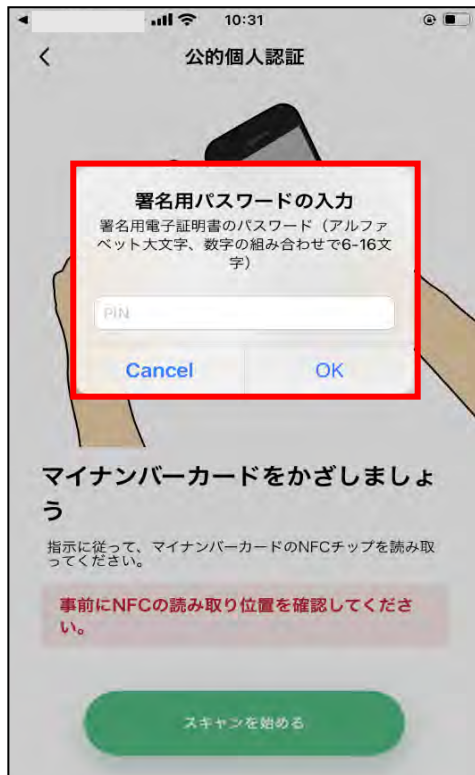 10:31
公的個人認証
署名用パスワードの入力
署名用電子証明書のパスワード（アルファ
ベット大文字、数字の組み合わせで6-16文
字）
PIN
Cancel OK
マイナンバーカードをかざしましょ
う
指示に従って、マイナンバーカードのNFCチップを読み取
ってください。
事前にNFCの読み取り位置を確認してくださ
い。
スキャンを始める